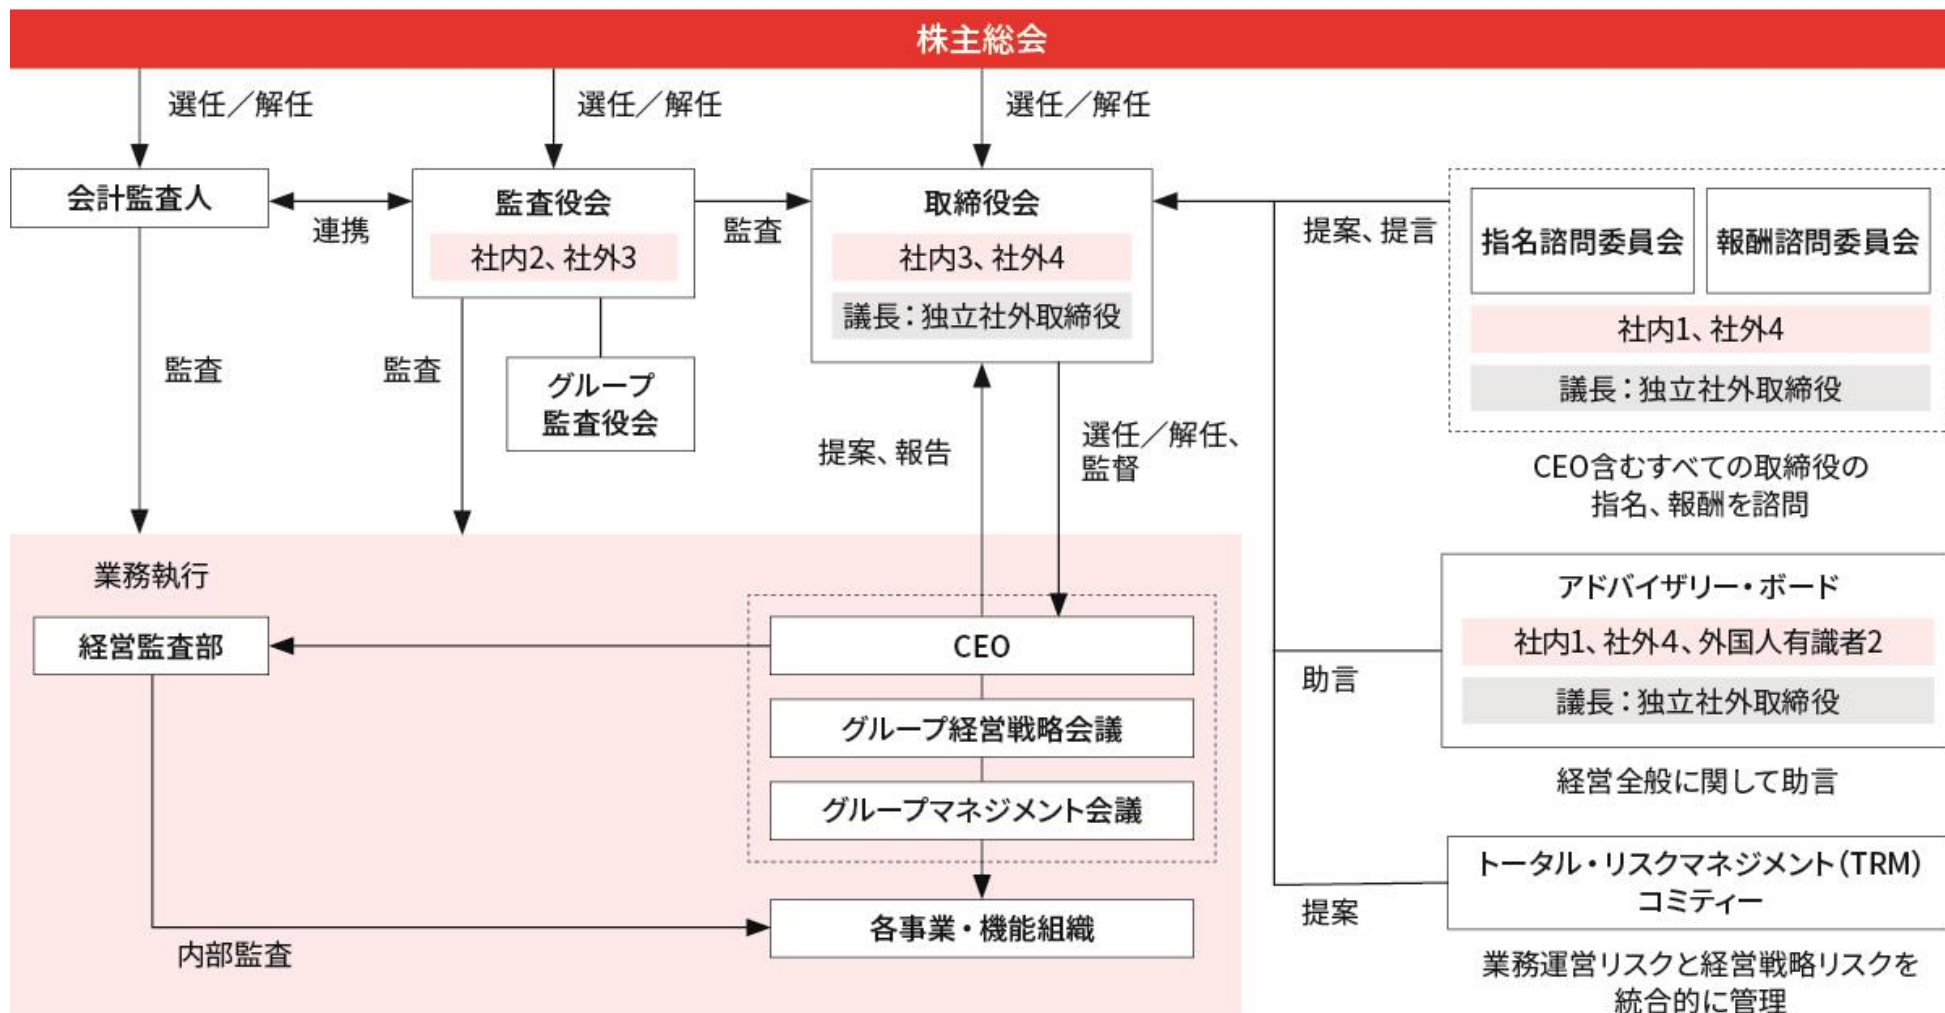 株主総会
選任／解任
選任／解任
選任／解任
会計監査人
連携
監査役会
社内2、社外3
監査
取締役会
社内3、社外4
議長：独立社外取締役
提案、提言
指名諮問委員会
報酬諮問委員会
社内1、社外4
議長：独立社外取締役
CEO含むすべての取締役の
指名、報酬を諮問
監査
監査
グループ
監査役会
提案、報告
選任／解任、
監督
業務執行
経営監査部
CEO
グループ経営戦略会議
グループマネジメント会議
各事業・機能組織
内部監査
助言
アドバイザリー・ボード
社内1、社外4、外国人有識者2
議長：独立社外取締役
経営全般に関して助言
提案
トータル・リスクマネジメント（TRM）
コミティー
業務運営リスクと経営戦略リスクを
統合的に管理